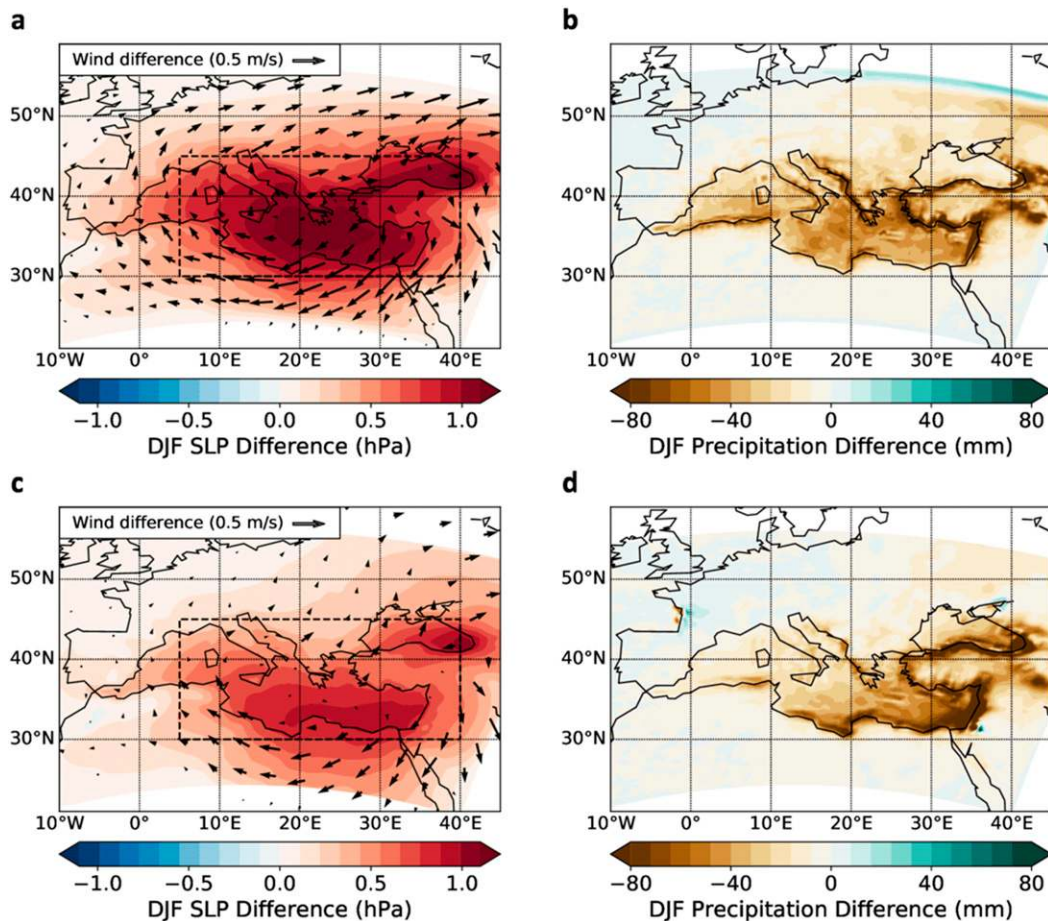 a
b
Wind difference (0.5 m/s)
50°N
50°N
40°N
40°N
30°N
30°N
10°W 0° 10°E 20°E 30°E 40°E
10°W 0° 10°E 20°E 30°E 40°E
−1.0 −0.5 0.0 0.5 1.0
−80 −40 0 40 80
DJF SLP Difference (hPa)
DJF Precipitation Difference (mm)
c
d
Wind difference (0.5 m/s)
50°N
50°N
40°N
40°N
30°N
30°N
10°W 0° 10°E 20°E 30°E 40°E
10°W 0° 10°E 20°E 30°E 40°E
−1.0 −0.5 0.0 0.5 1.0
−80 −40 0 40 80
DJF SLP Difference (hPa)
DJF Precipitation Difference (mm)